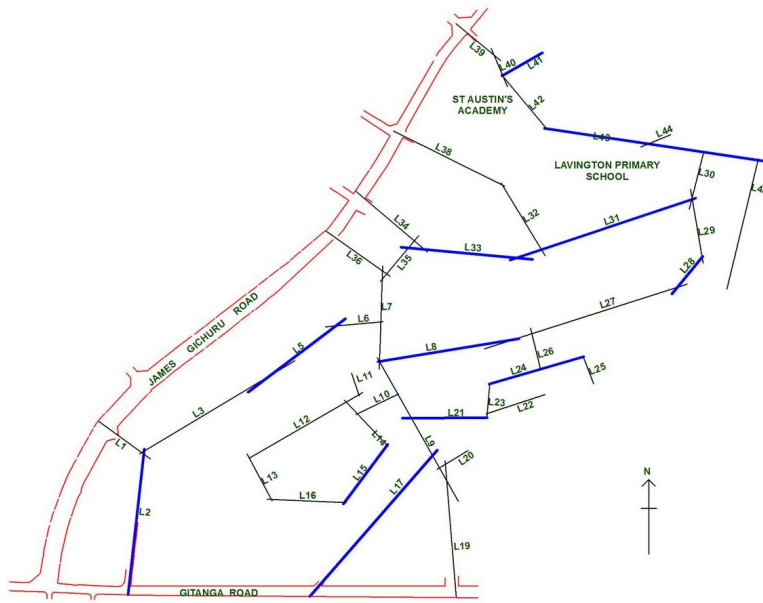 L39
L40
L41
ST AUSTIN'S
ACADEMY
L42
L43
L44
L38
LAVINGTON PRIMARY
SCHOOL
L30
L32
L31
L29
L34
L33
L35
L36
L28
L27
L7
L6
JAMES GICHURU ROAD
L5
L8
L26
L24
L25
L11
L10
L23
L22
L21
L3
L12
L1
L14
L9
L20
L13
L15
L17
L16
L2
N
L19
GITANGA ROAD